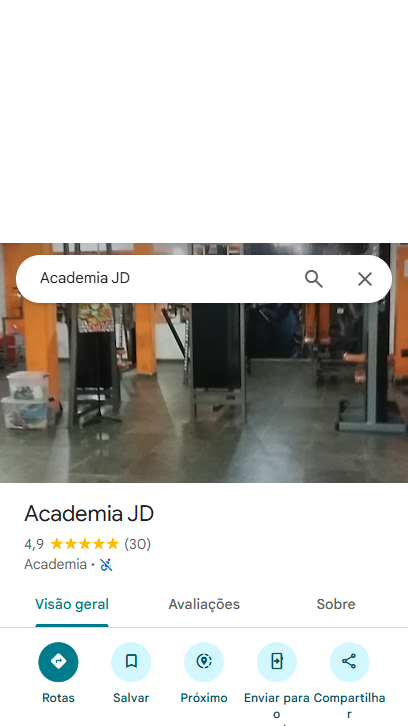 Academia JD
Academia JD
4,9 (30)
Academia ·
Visão geral Avaliações Sobre
Rotas Salvar Próximo Enviar para o Compartilhar